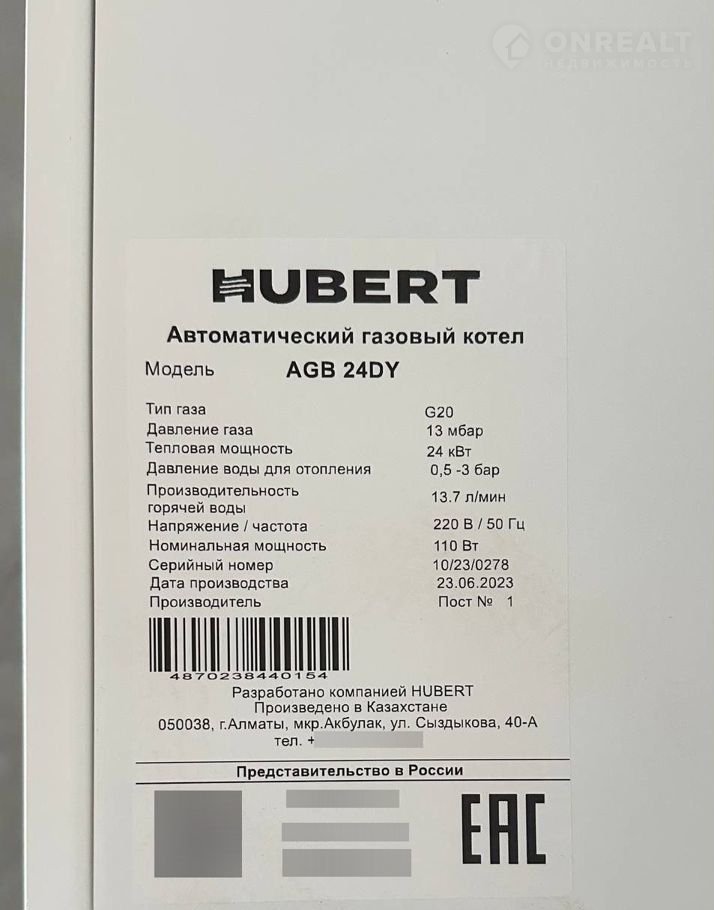 ONREALT
НЕДВИЖИМОСТЬ
HUBERT
Автоматический газовый котел
Модель AGB 24DY
Тип газа G20
Давление газа 13 мбар
Тепловая мощность 24 кВт
Давление воды для отопления 0,5 -3 бар
Производительность
горячей воды 13.7 л/мин
Напряжение / частота 220 В / 50 Гц
Номинальная мощность 110 Вт
Серийный номер 10/23/0278
Дата производства 23.06.2023
Производитель Пост № 1
4870238440154
Разработано компанией HUBERT
Произведено в Казахстане
050038, г.Алматы, мкр.Акбулак, ул. Сыздыкова, 40-А
тел. +
Представительство в России
EAC